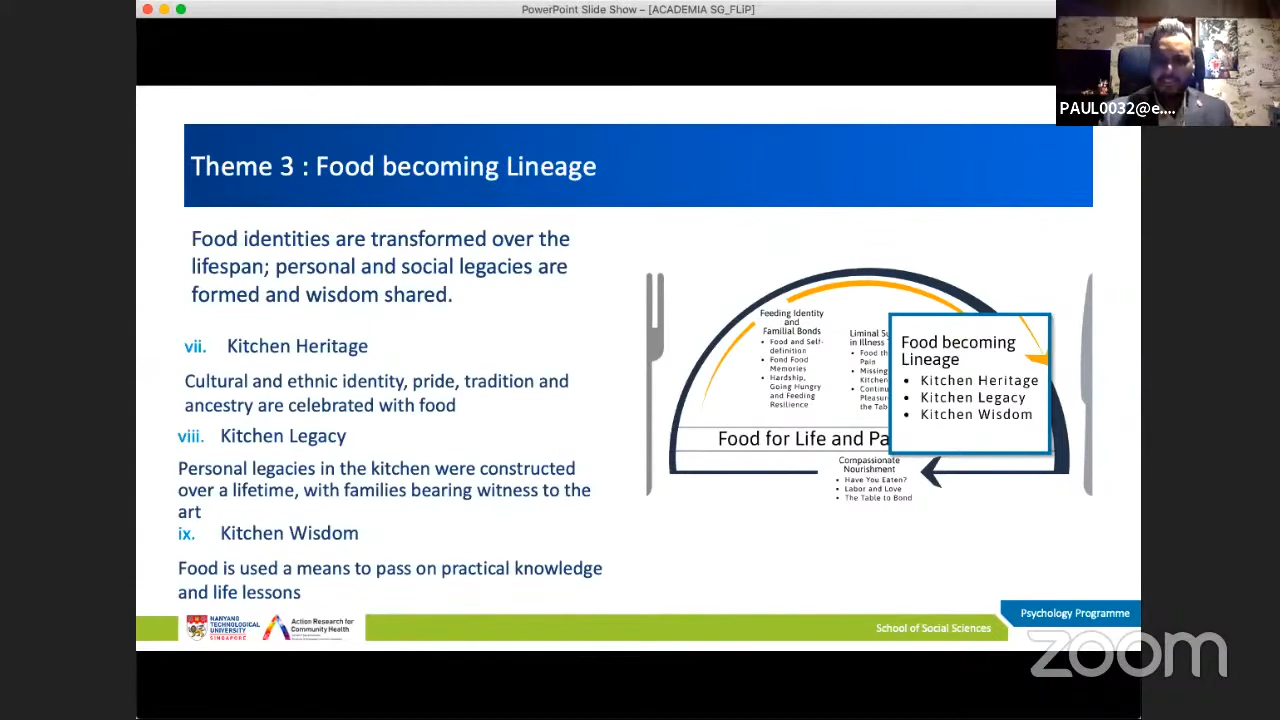 PowerPoint Slide Show – [ACADEMIA SG_FLiP]
PAUL0032@e....
Theme 3 : Food becoming Lineage
Food identities are transformed over the
lifespan; personal and social legacies are
formed and wisdom shared.
vii. Kitchen Heritage
Cultural and ethnic identity, pride, tradition and
ancestry are celebrated with food
viii. Kitchen Legacy
Personal legacies in the kitchen were constructed
over a lifetime, with families bearing witness to the
art
ix. Kitchen Wisdom
Food is used a means to pass on practical knowledge
and life lessons
Feeding Identity
and
Familial Bonds
• Food and Self-
definition
• Fond Food
Memories
• Hardship,
Going Hungry
and Feeding
Resilience
Liminal Su
in Illness
• Food th
Pain
• Missing
Kitchen
• Continu
Pleasur
the Tab
Food becoming
Lineage
• Kitchen Heritage
• Kitchen Legacy
• Kitchen Wisdom
Food for Life and Pa
Compassionate
Nourishment
• Have You Eaten?
• Labor and Love
• The Table to Bond
NANYANG
TECHNOLOGICAL
UNIVERSITY
SINGAPORE
Action Research for
Community Health
School of Social Sciences
Psychology Programme
zoom